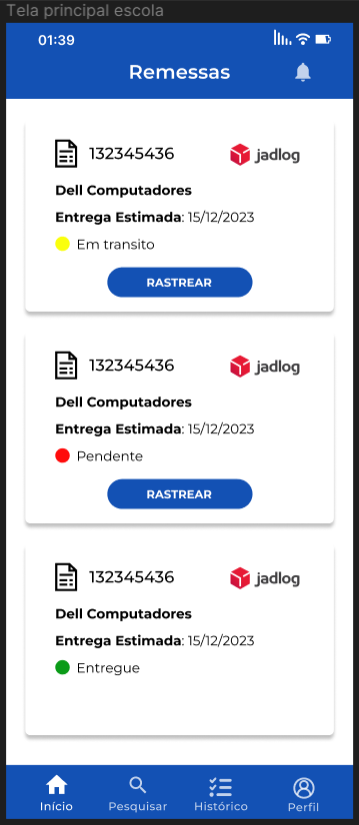 Tela principal escola
01:39
Remessas
132345436 jadlog
Dell Computadores
Entrega Estimada: 15/12/2023
Em transito
RASTREAR
132345436 jadlog
Dell Computadores
Entrega Estimada: 15/12/2023
Pendente
RASTREAR
132345436 jadlog
Dell Computadores
Entrega Estimada: 15/12/2023
Entregue
Início Pesquisar Histórico Perfil